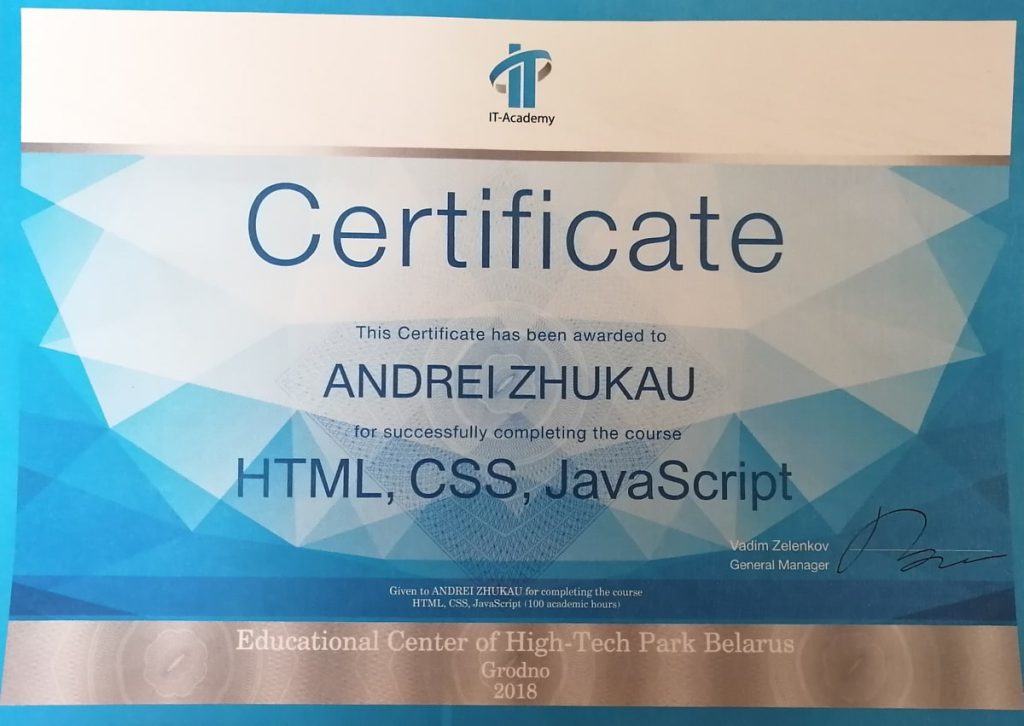 IT
IT-Academy
Certificate
This Certificate has been awarded to
ANDREI ZHUKAU
for successfully completing the course
HTML, CSS, JavaScript
Vadim Zelenkov
General Manager
Given to ANDREI ZHUKAU for completing the course
HTML, CSS, JavaScript (100 academic hours)
Educational Center of High-Tech Park Belarus
Grodno
2018